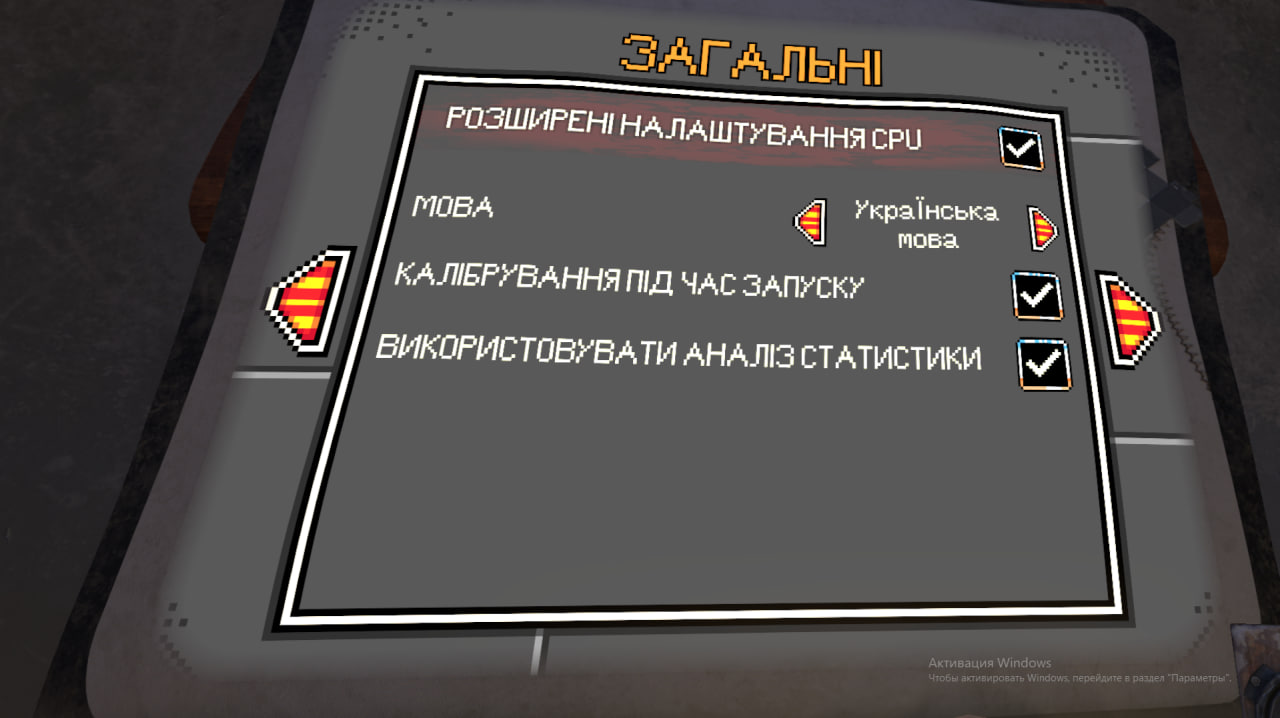 ЗАГАЛЬНІ
РОЗШИРЕНІ НАЛАШТУВАННЯ CPU
МОВА
УкраЇнська
мова
КАЛІБРУВАННЯ ПІД ЧАС ЗАПУСКУ
ВИКОРИСТОВУВАТИ АНАЛІЗ СТАТИСТИКИ
Активация Windows
Чтобы активировать Windows, перейдите в раздел "Параметры".